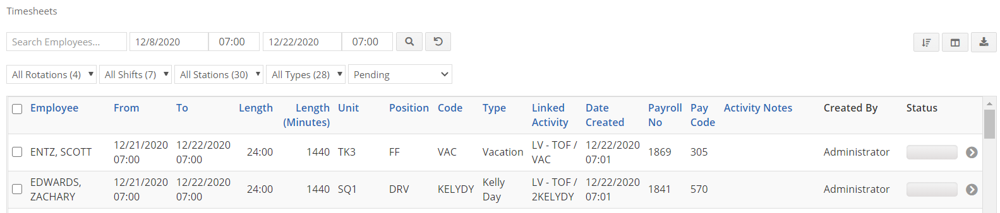 Timesheets
Search Employees... 12/8/2020 07:00 12/22/2020 07:00
All Rotations (4) All Shifts (7) All Stations (30) All Types (28) Pending
Employee From To Length Length (Minutes) Unit Position Code Type Linked Activity Date Created Payroll No Pay Code Activity Notes Created By Status
ENTZ, SCOTT 12/21/2020 07:00 12/22/2020 07:00 24:00 1440 TK3 FF VAC Vacation LV - TOF / VAC 12/22/2020 07:01 1869 305 Administrator
EDWARDS, ZACHARY 12/21/2020 07:00 12/22/2020 07:00 24:00 1440 SQ1 DRV KELYDY Kelly Day LV - TOF / 2KELYDY 12/22/2020 07:01 1841 570 Administrator